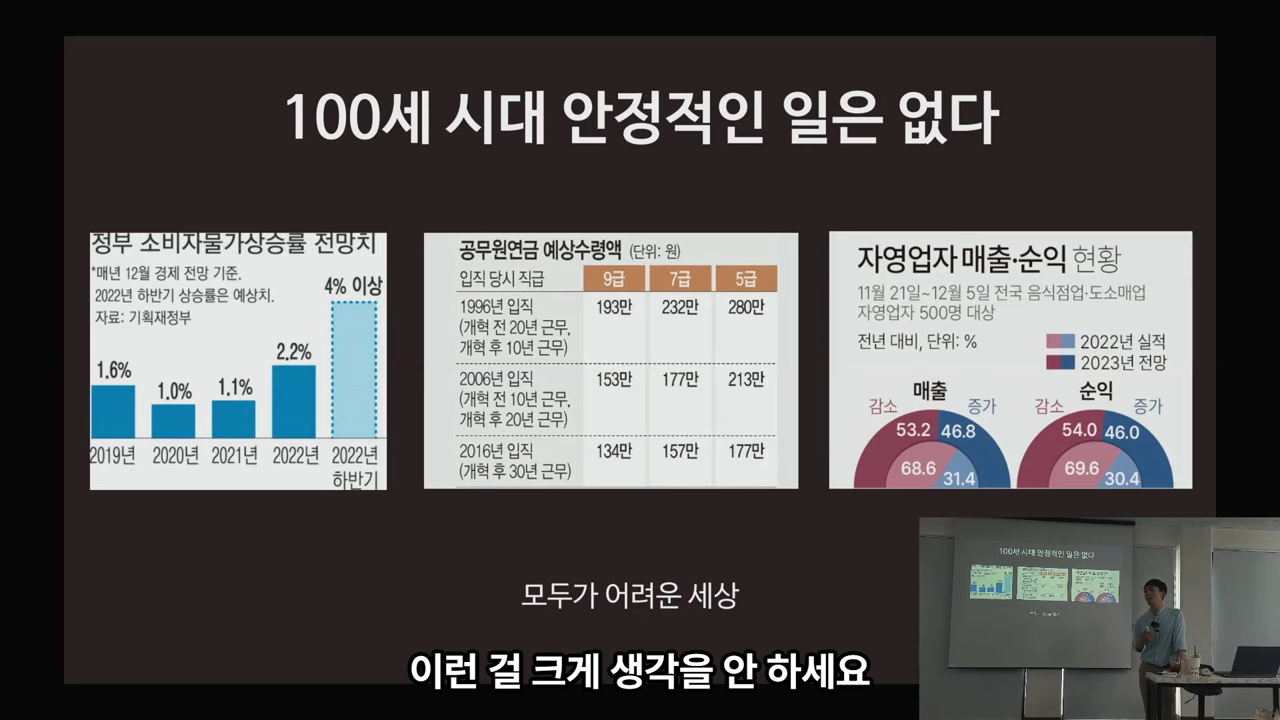 100세 시대 안정적인 일은 없다
정부 소비자물가상승률 전망치
*매년 12월 경제 전망 기준.
2022년 하반기 상승률은 예상치.
자료: 기획재정부
4% 이상
2.2%
1.6%
1.0%
1.1%
2019년 2020년 2021년 2022년 2022년
하반기
공무원연금 예상수령액 (단위: 원)
입직 당시 직급 9급 7급 5급
1996년 입직 193만 232만 280만
(개혁 전 20년 근무,
개혁 후 10년 근무)
2006년 입직 153만 177만 213만
(개혁 전 10년 근무,
개혁 후 20년 근무)
2016년 입직 134만 157만 177만
(개혁 후 30년 근무)
자영업자 매출·순익 현황
11월 21일~12월 5일 전국 음식점업·도소매업
자영업자 500명 대상
전년 대비, 단위: %
2022년 실적
2023년 전망
매출 순익
감소 증가 감소 증가
53.2 46.8 54.0 46.0
68.6 31.4 69.6 30.4
모두가 어려운 세상
이런 걸 크게 생각을 안 하세요
100세 시대 안정적인 일은 없다